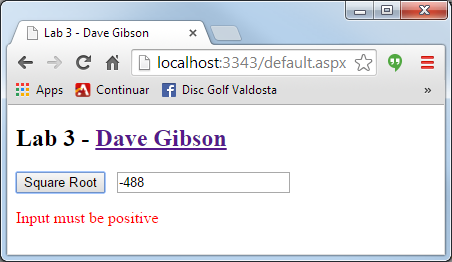 Lab 3 - Dave Gibson
localhost:3343/default.aspx
Apps Continuar Disc Golf Valdosta »
Lab 3 - Dave Gibson
Square Root -488
Input must be positive